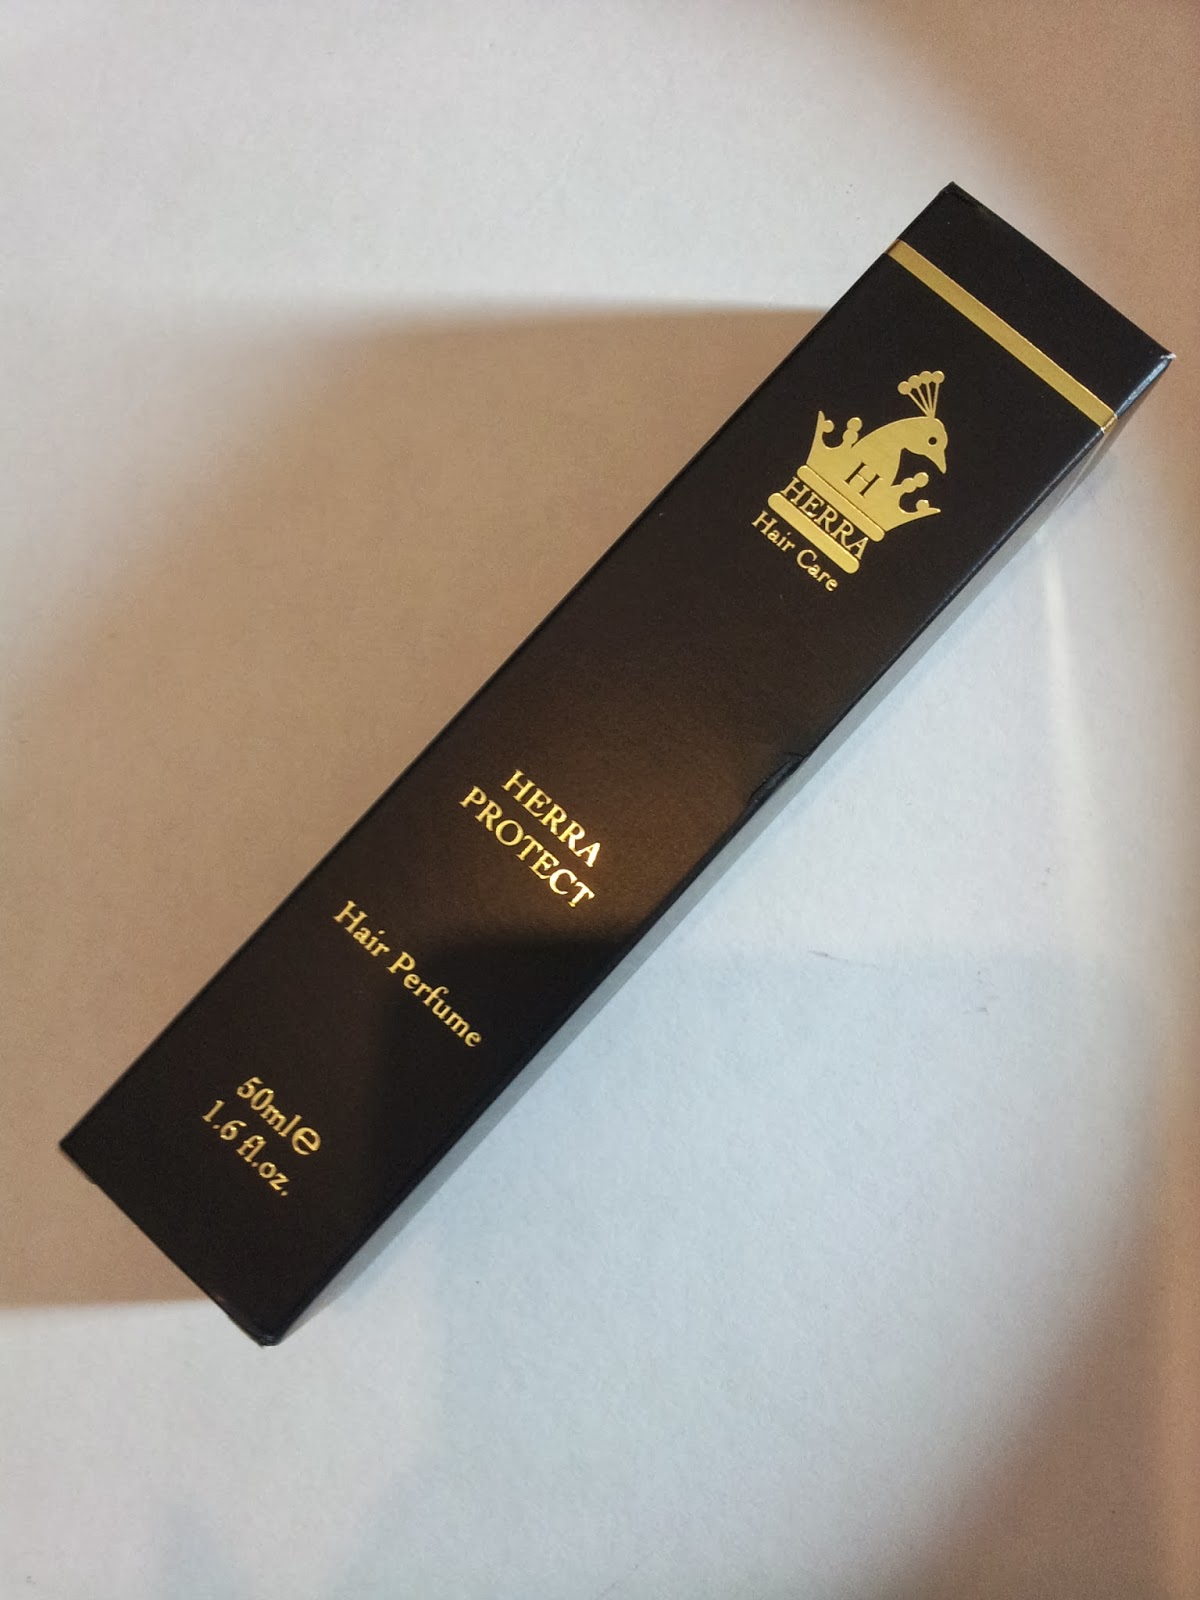 H
HERRA
Hair Care
HERRA
PROTECT
Hair Perfume
50ml℮
1.6 fl.oz.